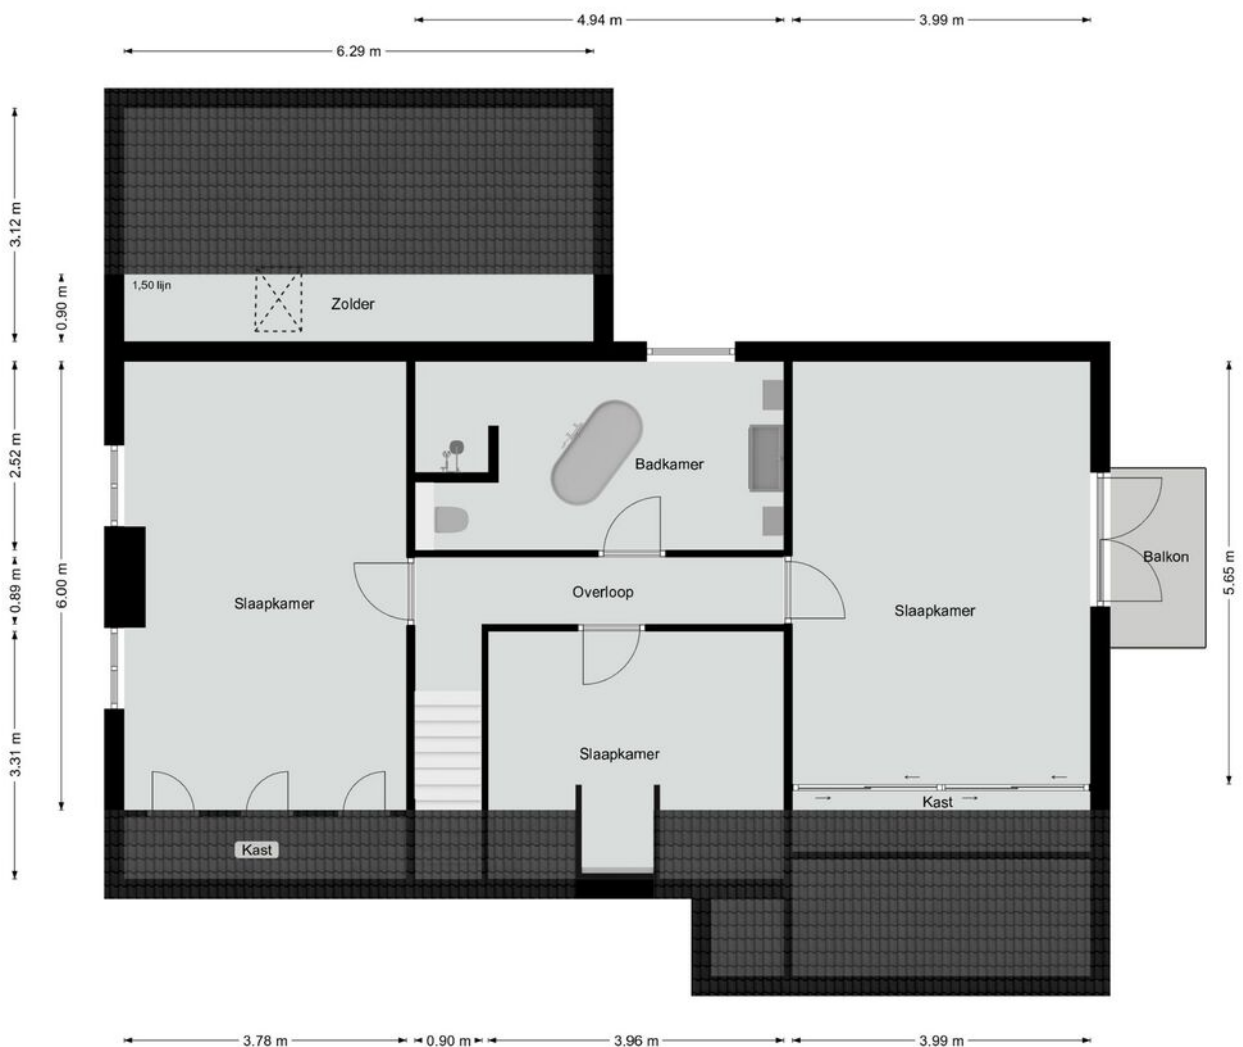 4.94 m
3.99 m
6.29 m
3.12 m
0.90 m
1,50 lijn
Zolder
2.52 m
Badkamer
6.00 m
0.89 m
5.65 m
Balkon
Overloop
Slaapkamer
Slaapkamer
3.31 m
Slaapkamer
Kast
Kast
3.78 m
0.90 m
3.96 m
3.99 m